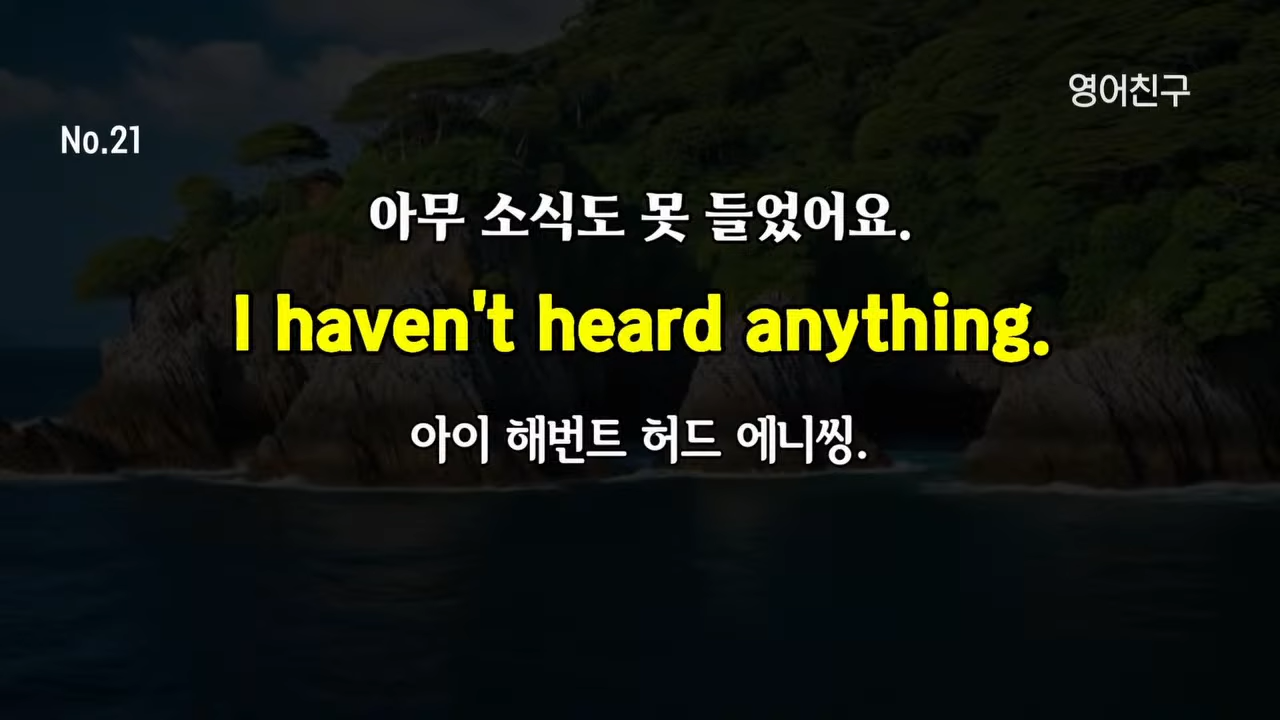 영어친구
No.21
아무 소식도 못 들었어요.
I haven't heard anything.
아이 해번트 허드 에니씽.